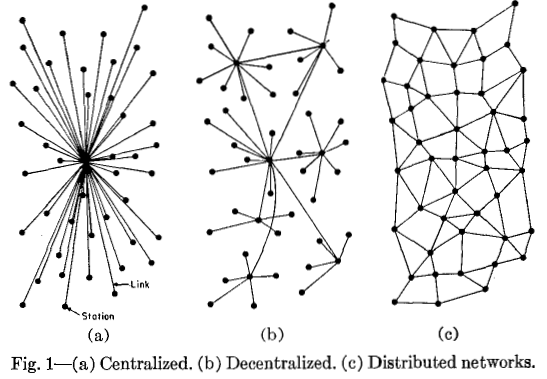 Link
Station
(a)
(b)
(c)
Fig. 1—(a) Centralized. (b) Decentralized. (c) Distributed networks.